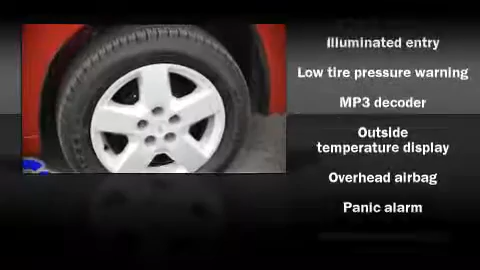 Illuminated entry
Low tire pressure warning
MP3 decoder
Outside
temperature display
Overhead airbag
Panic alarm